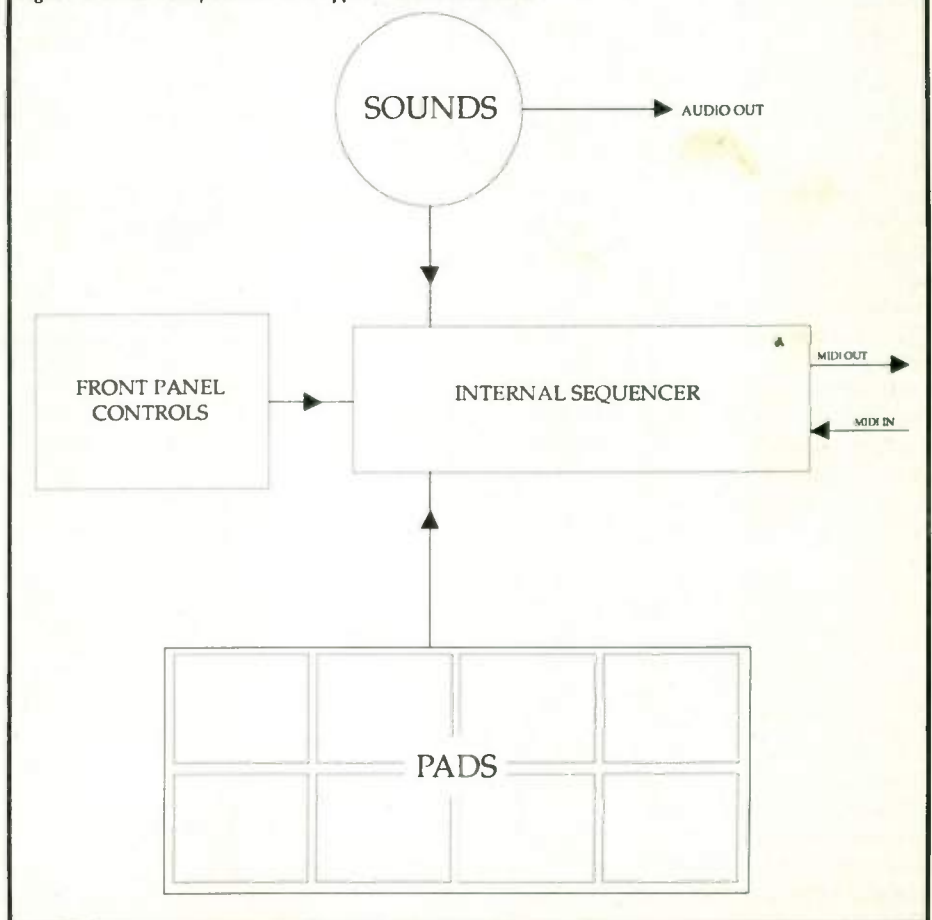 SOUNDS
AUDIO OUT
FRONT PANEL
CONTROLS
INTERNAL SEQUENCER
MIDI OUT
MIDI IN
PADS